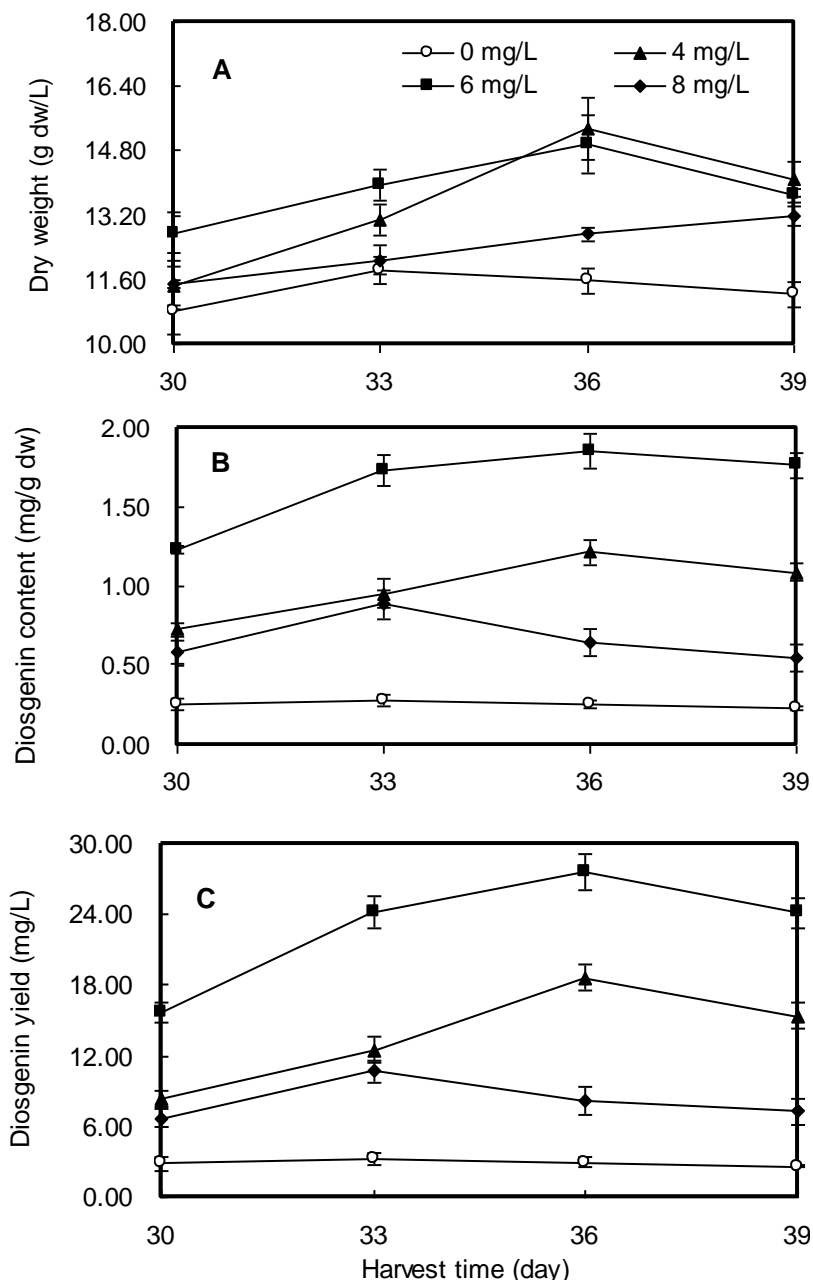 18.00
16.40
14.80
13.20
11.60
10.00
Dry weight (g dw/L)
A
0 mg/L 4 mg/L
6 mg/L 8 mg/L
30 33 36 39
2.00
1.50
1.00
0.50
0.00
Diosgenin content (mg/g dw)
B
30 33 36 39
30.00
24.00
18.00
12.00
6.00
0.00
Diosgenin yield (mg/L)
C
30 33 36 39
Harvest time (day)